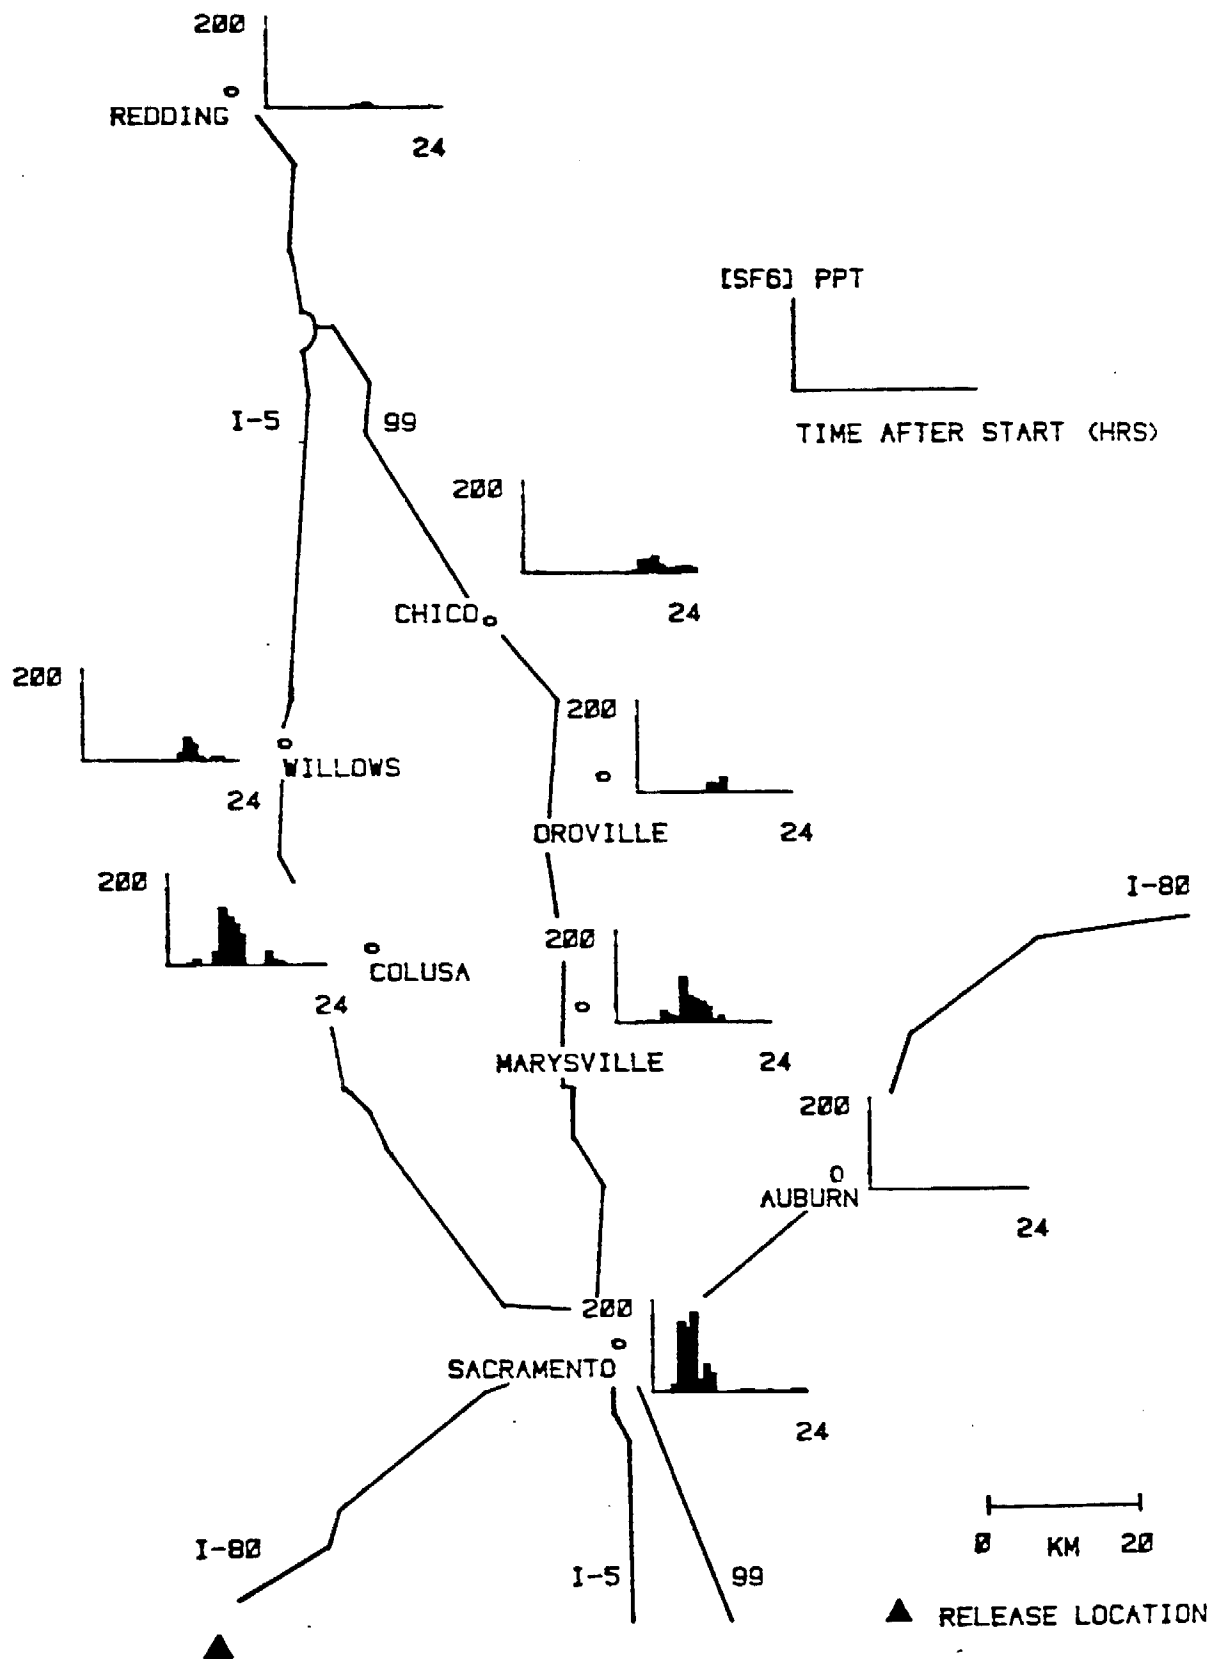 200
REDDING
24
[SF6] PPT
TIME AFTER START (HRS)
I-5
99
200
CHICO
24
200
WILLOWS
24
200
OROVILLE
24
200
COLUSA
24
I-80
200
MARYSVILLE
24
200
AUBURN
24
200
SACRAMENTO
24
I-80
I-5
99
0 KM 20
RELEASE LOCATION